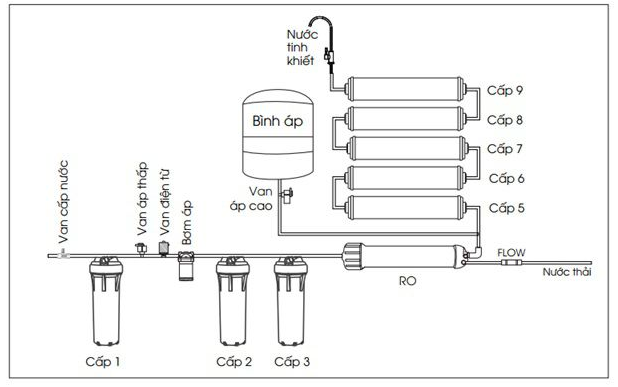 Nước
tinh
khiết
Cấp 9
Cấp 8
Cấp 7
Cấp 6
Cấp 5
Bình áp
Van
áp cao
Van cấp nước
Van áp thấp
Van điện từ
Bơm áp
FLOW
Nước thải
RO
Cấp 1
Cấp 2
Cấp 3